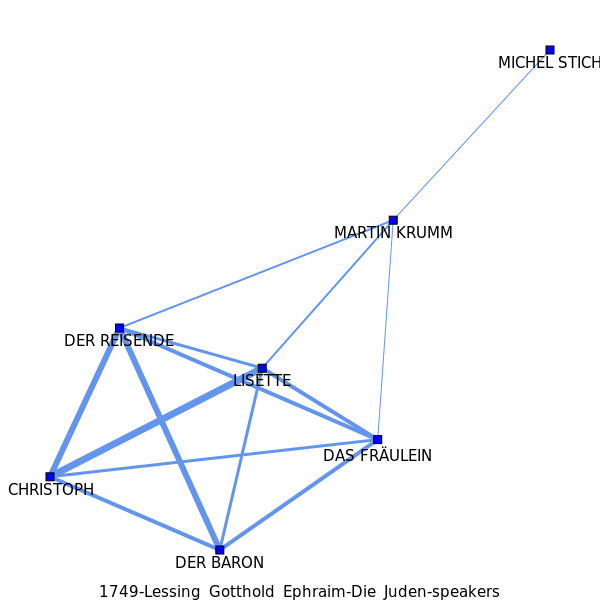 MICHEL STICH
MARTIN KRUMM
DER REISENDE
LISETTE
DAS FRÄULEIN
CHRISTOPH
DER BARON
1749-Lessing Gotthold Ephraim-Die Juden-speakers